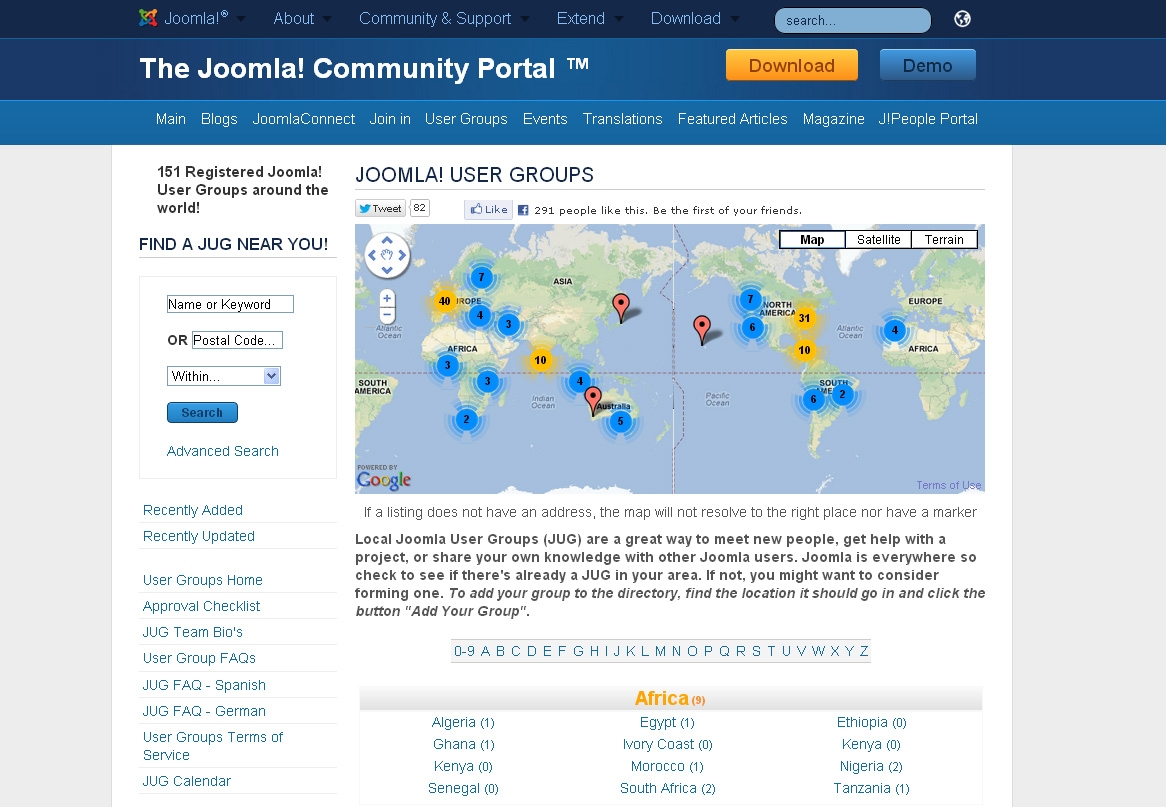 Joomla!® About Community & Support Extend Download search...
The Joomla! Community Portal ™ Download Demo
Main Blogs JoomlaConnect Join in User Groups Events Translations Featured Articles Magazine J!People Portal
151 Registered Joomla!
User Groups around the
world!
FIND A JUG NEAR YOU!
Name or Keyword
OR Postal Code...
Within...
Search
Advanced Search
Recently Added
Recently Updated
User Groups Home
Approval Checklist
JUG Team Bio's
User Group FAQs
JUG FAQ - Spanish
JUG FAQ - German
User Groups Terms of
Service
JUG Calendar
JOOMLA! USER GROUPS
Tweet 82 Like 291 people like this. Be the first of your friends.
Map Satellite Terrain
+
−
7
ASIA
40 ROPE
7 NORTH
AMERICA
31
EUROPE
4
3
6
Atlantic
Ocean
Atlantic
Ocean
4
AFRICA
10
10
AFRICA
3
3
4
SOUTH
AMERICA
SOUTH
AMERICA
Indian
Ocean
Australia
Pacific
Ocean
6
2
2
5
POWERED BY
Google
Terms of Use
If a listing does not have an address, the map will not resolve to the right place nor have a marker
Local Joomla User Groups (JUG) are a great way to meet new people, get help with a
project, or share your own knowledge with other Joomla users. Joomla is everywhere so
check to see if there's already a JUG in your area. If not, you might want to consider
forming one. To add your group to the directory, find the location it should go in and click the
button "Add Your Group".
0-9 A B C D E F G H I J K L M N O P Q R S T U V W X Y Z
Africa (9)
Algeria (1) Egypt (1) Ethiopia (0)
Ghana (1) Ivory Coast (0) Kenya (0)
Kenya (0) Morocco (1) Nigeria (2)
Senegal (0) South Africa (2) Tanzania (1)